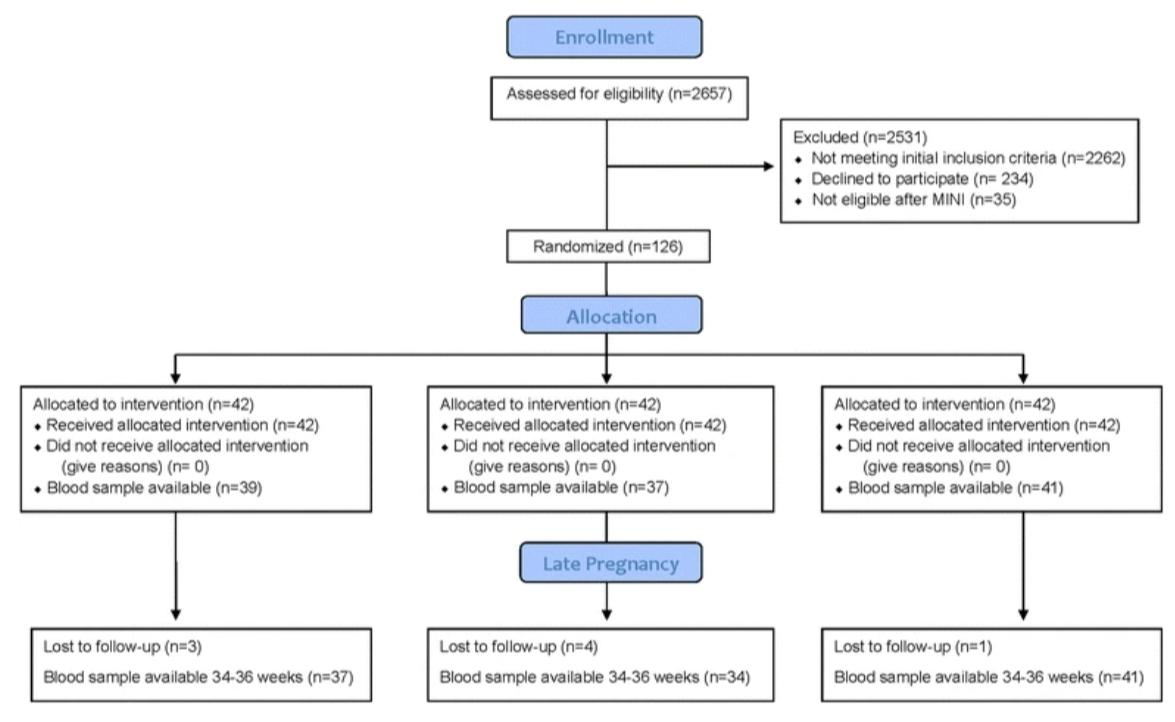 Enrollment
Assessed for eligibility (n=2657)
Excluded (n=2531)
⬥ Not meeting initial inclusion criteria (n=2262)
⬥ Declined to participate (n= 234)
⬥ Not eligible after MINI (n=35)
Randomized (n=126)
Allocation
Allocated to intervention (n=42)
⬥ Received allocated intervention (n=42)
⬥ Did not receive allocated intervention
(give reasons) (n= 0)
⬥ Blood sample available (n=39)
Allocated to intervention (n=42)
⬥ Received allocated intervention (n=42)
⬥ Did not receive allocated intervention
(give reasons) (n= 0)
⬥ Blood sample available (n=37)
Allocated to intervention (n=42)
⬥ Received allocated intervention (n=42)
⬥ Did not receive allocated intervention
(give reasons) (n= 0)
⬥ Blood sample available (n=41)
Late Pregnancy
Lost to follow-up (n=3)
Blood sample available 34-36 weeks (n=37)
Lost to follow-up (n=4)
Blood sample available 34-36 weeks (n=34)
Lost to follow-up (n=1)
Blood sample available 34-36 weeks (n=41)